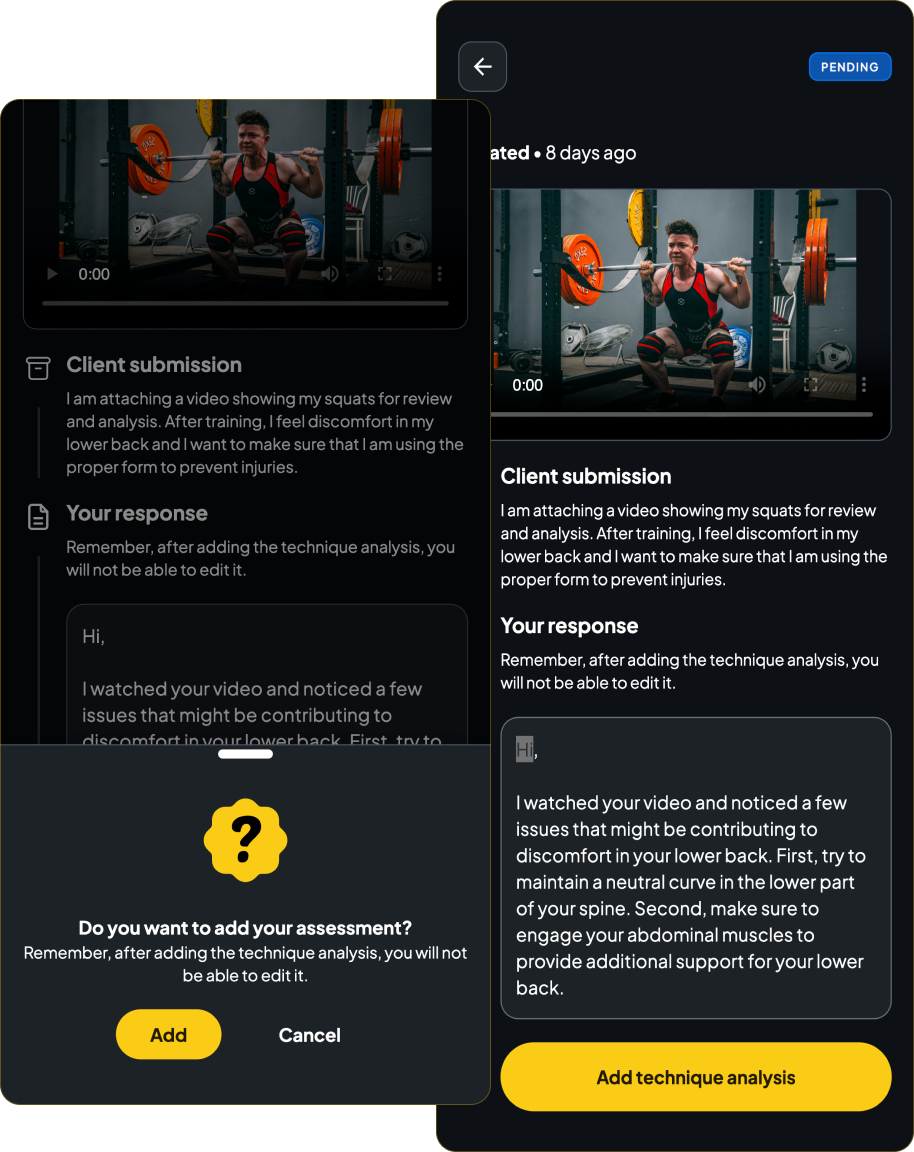 PENDING
ated • 8 days ago
0:00
Client submission
I am attaching a video showing my squats for review
and analysis. After training, I feel discomfort in my
lower back and I want to make sure that I am using the
proper form to prevent injuries.
Your response
Remember, after adding the technique analysis, you
will not be able to edit it.
Hi,
I watched your video and noticed a few
issues that might be contributing to
discomfort in your lower back. First, try to
maintain a neutral curve in the lower part
of your spine. Second, make sure to
engage your abdominal muscles to
provide additional support for your lower
back.
Add technique analysis
0:00
Client submission
I am attaching a video showing my squats for review
and analysis. After training, I feel discomfort in my
lower back and I want to make sure that I am using the
proper form to prevent injuries.
Your response
Remember, after adding the technique analysis, you
will not be able to edit it.
Hi,
I watched your video and noticed a few
issues that might be contributing to
discomfort in your lower back. First, try to
?
Do you want to add your assessment?
Remember, after adding the technique analysis, you will not
be able to edit it.
Add
Cancel